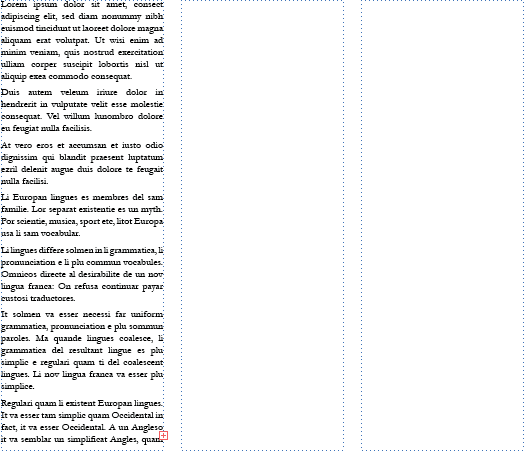 Lorem ipsum dolor sit amet, consect
adipiscing elit, sed diam nonummy nibh
euismod tincidunt ut laoreet dolore magna
aliquam erat volutpat. Ut wisi enim ad
minim veniam, quis nostrud exercitation
ulliam corper suscipit lobortis nisl ut
aliquip exea commodo consequat.
Duis autem veleum iriure dolor in
hendrerit in vulputate velit esse molestie
consequat. Vel willum lunombro dolore
eu feugiat nulla facilisis.
At vero eros et accumsan et iusto odio
dignissim qui blandit praesent luptatum
ezril delenit augue duis dolore te feugait
nulla facilisi.
Li Europan lingues es membres del sam
familie. Lor separat existentie es un myth.
Por scientie, musica, sport etc, litot Europa
usa li sam vocabular.
Li lingues differe solmen in li grammatica, li
pronunciation e li plu commun vocabules.
Omnicos directe al desirabilite de un nov
lingua franca: On refusa continuar payar
custosi traductores.
It solmen va esser necessi far uniform
grammatica, pronunciation e plu sommun
paroles. Ma quande lingues coalesce, li
grammatica del resultant lingue es plu
simplic e regulari quam ti del coalescent
lingues. Li nov lingua franca va esser plu
simplice.
Regulari quam li existent Europan lingues.
It va esser tam simplic quam Occidental in
fact, it va esser Occidental. A un Angleso
it va semblar un simplificat Angles, quam